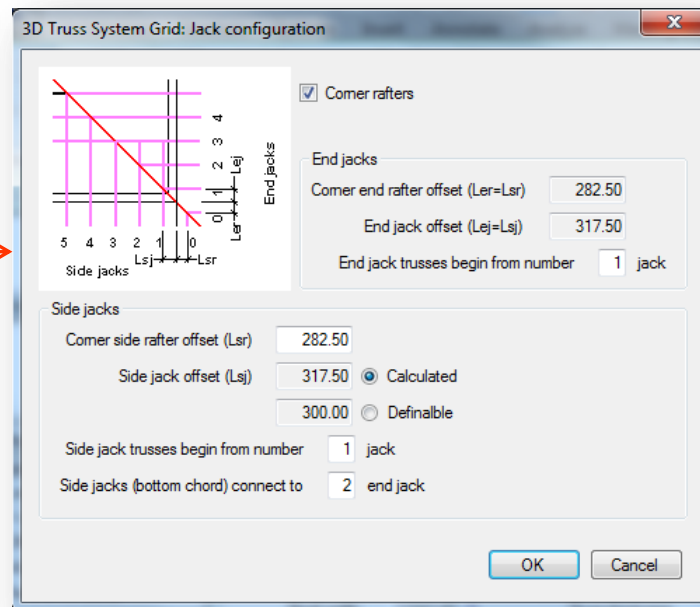 3D Truss System Grid: Jack configuration
x
Corner rafters
4
3
2
1
0
Lej
Ler
End jacks
5 4 3 2 1 0
Lsj Lsr
Side jacks
End jacks
Corner end rafter offset (Ler=Lsr) 282.50
End jack offset (Lej=Lsj) 317.50
End jack trusses begin from number 1 jack
Side jacks
Corner side rafter offset (Lsr) 282.50
Side jack offset (Lsj) 317.50 Calculated
300.00 Definalble
Side jack trusses begin from number 1 jack
Side jacks (bottom chord) connect to 2 end jack
OK Cancel